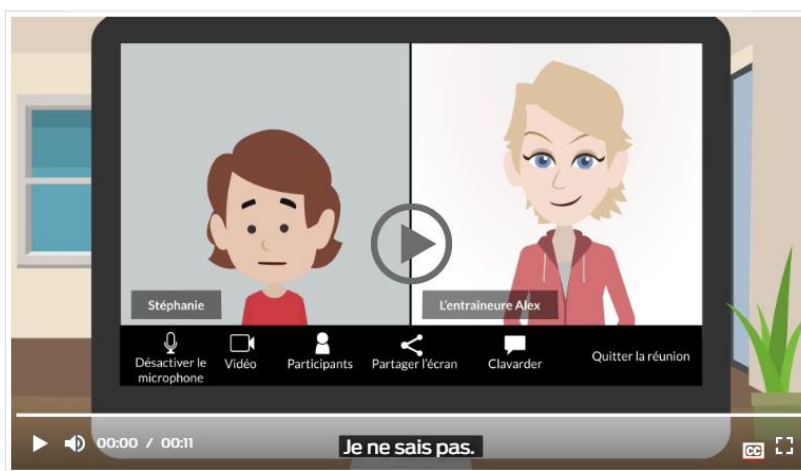 Stéphanie
L'entraîneure Alex
Désactiver le
microphone
Vidéo
Participants
Partager l'écran
Clavarder
Quitter la réunion
00:00 / 00:11
Je ne sais pas.
CC